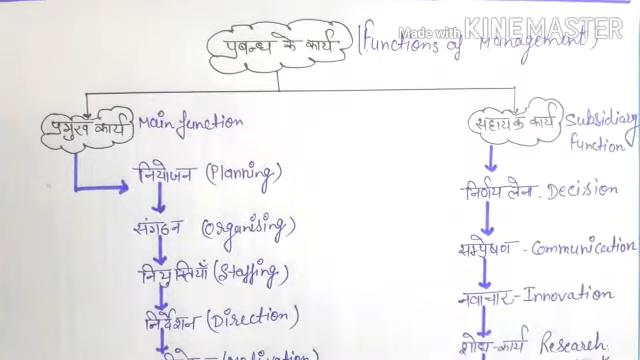 Made with KINEMASTER
प्रबन्ध के कार्य (Functions of Management)
प्रमुख कार्य Main function
सहायक कार्य Subsidiary function
नियोजन (Planning)
निर्णय लेना - Decision
संगठन (Organising)
सम्प्रेषण - Communication
नियुक्तियाँ (Staffing)
नवाचार - Innovation
निर्देशन (Direction)
शोध-कार्य Research